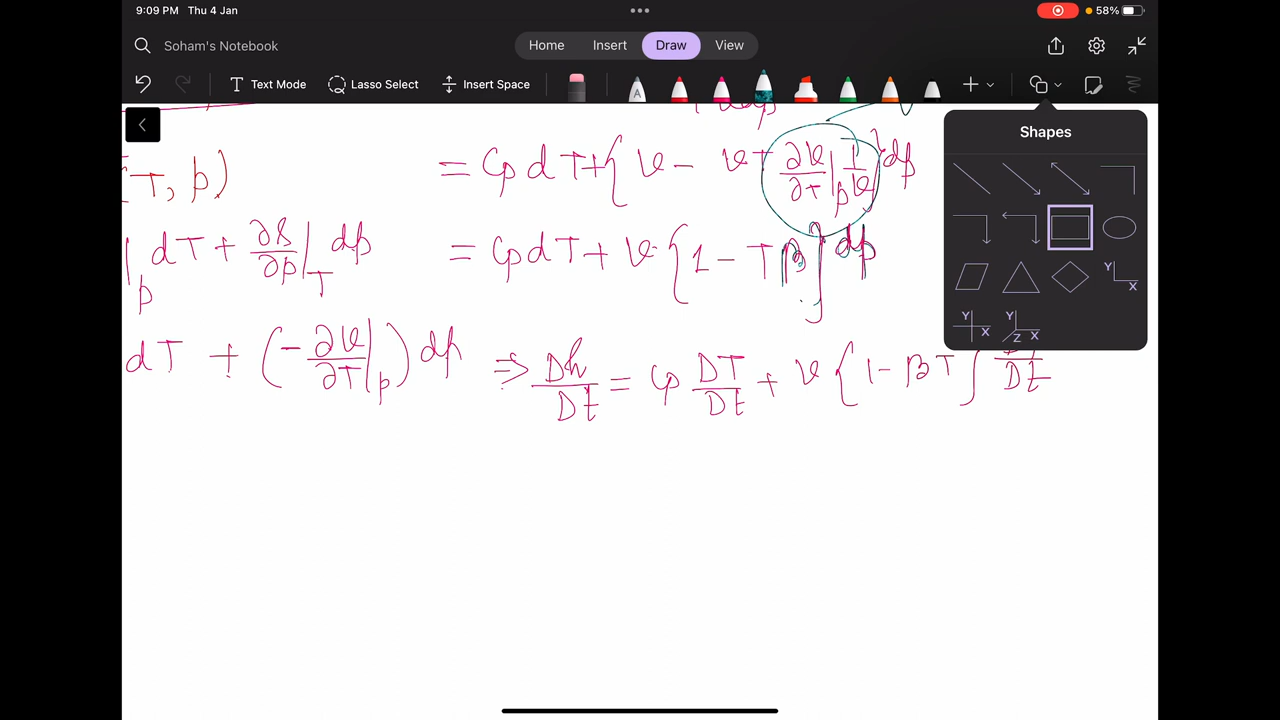 9:09 PM Thu 4 Jan
58%
Soham's Notebook
Home Insert Draw View
Text Mode Lasso Select Insert Space
A
Shapes
Y X
Y X Y Z X
T, p)
= Cp dT + { v - vT ∂v/∂T|p 1/v } dp
|p dT + ∂s/∂p|T dp
= Cp dT + v { 1 - Tβ } dp
dT + (- ∂v/∂T|p) dp
⇒ Dh/Dt = Cp DT/Dt + v { 1 - βT } /Dt